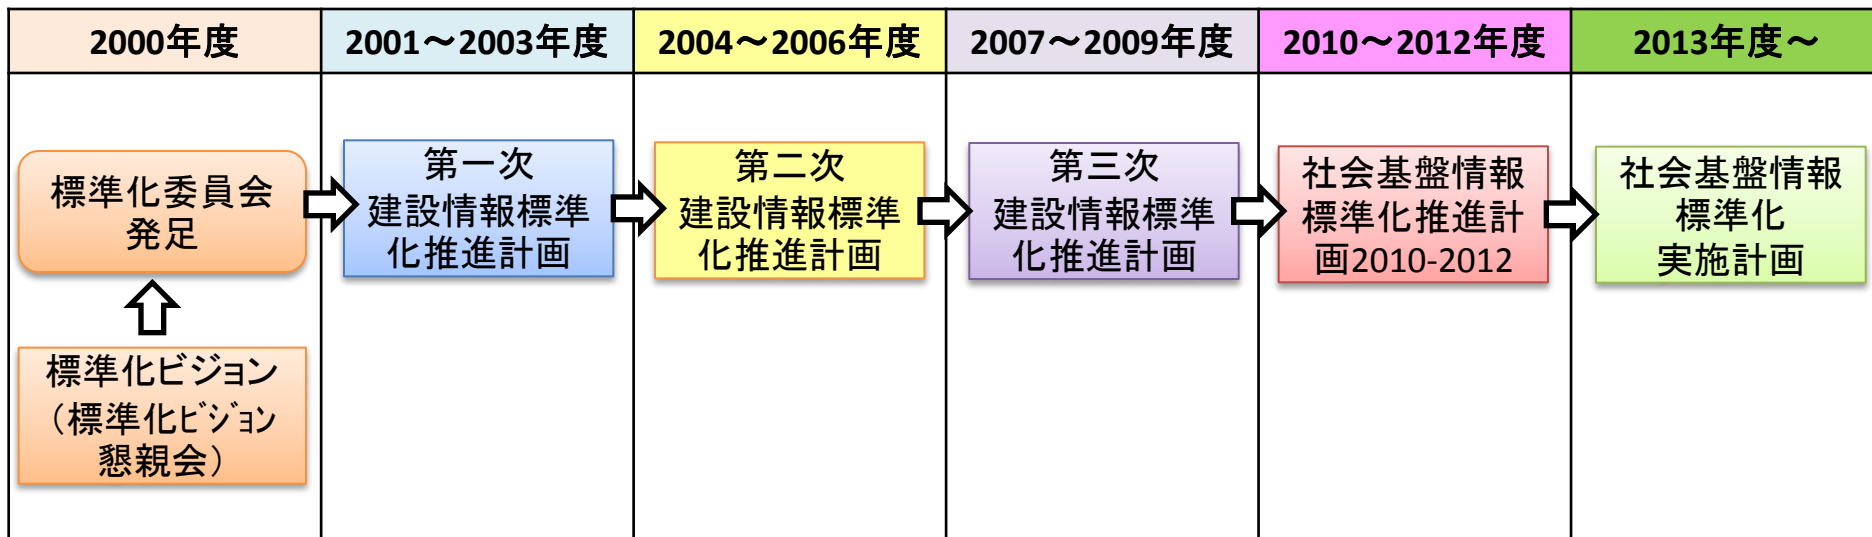 2000年度
2001～2003年度
2004～2006年度
2007～2009年度
2010～2012年度
2013年度～
標準化委員会
発足
標準化ビジョン
（標準化ﾋﾞｼﾞｮﾝ
懇親会）
第一次
建設情報標準
化推進計画
第二次
建設情報標準
化推進計画
第三次
建設情報標準
化推進計画
社会基盤情報
標準化推進計
画2010-2012
社会基盤情報
標準化
実施計画